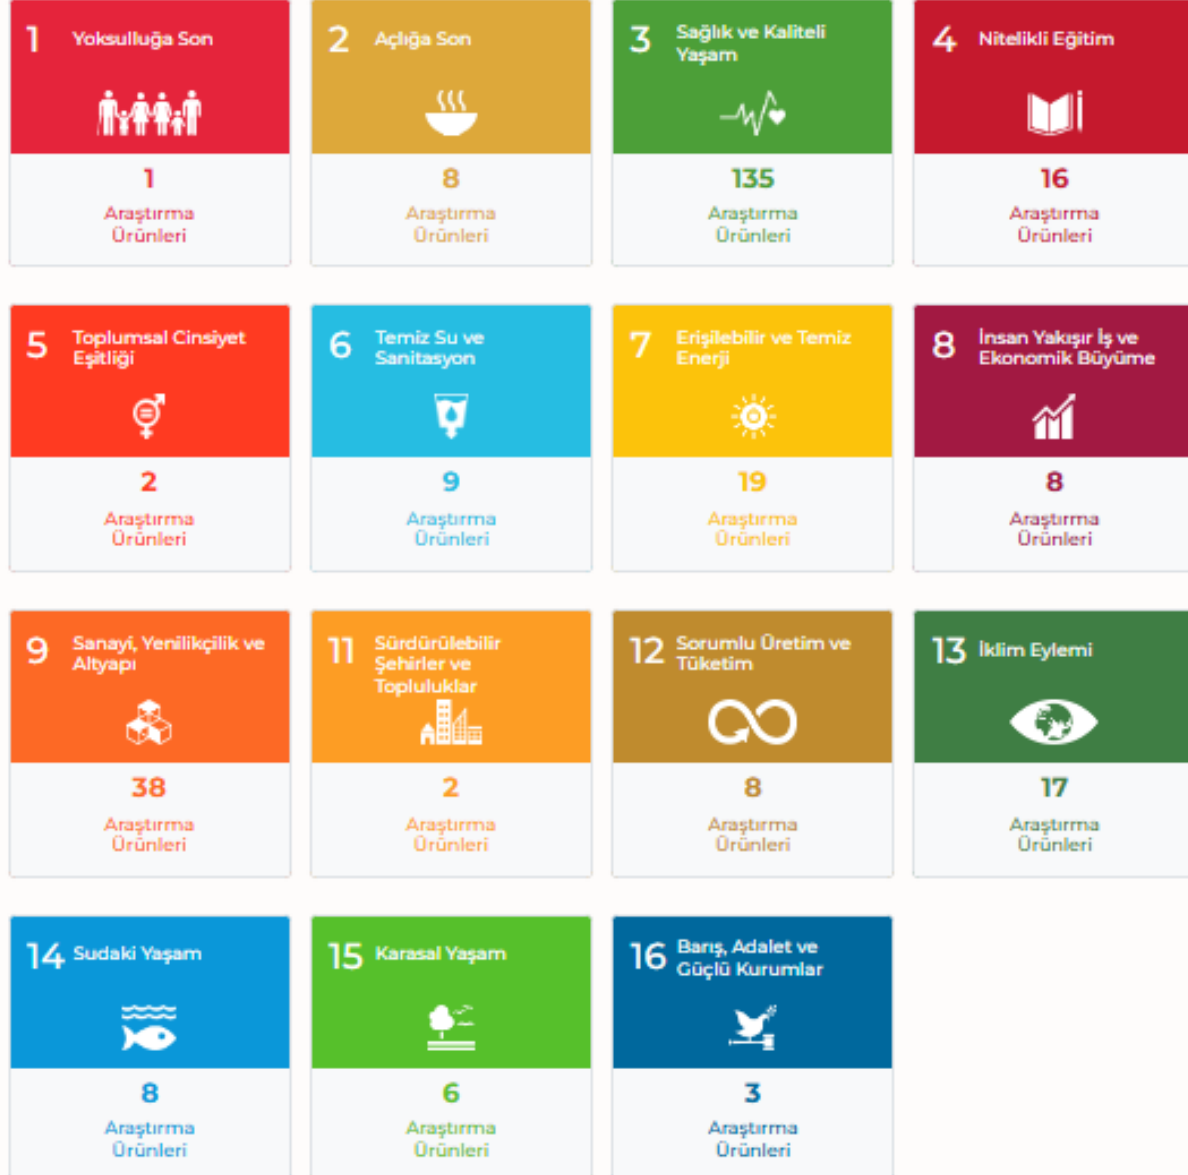 1 Yoksulluğa Son
1
Araştırma
Ürünleri
2 Açlığa Son
8
Araştırma
Ürünleri
3 Sağlık ve Kaliteli
Yaşam
135
Araştırma
Ürünleri
4 Nitelikli Eğitim
16
Araştırma
Ürünleri
5 Toplumsal Cinsiyet
Eşitliği
2
Araştırma
Ürünleri
6 Temiz Su ve
Sanitasyon
9
Araştırma
Ürünleri
7 Erişilebilir ve Temiz
Enerji
19
Araştırma
Ürünleri
8 İnsan Yakışır İş ve
Ekonomik Büyüme
8
Araştırma
Ürünleri
9 Sanayi, Yenilikçilik ve
Altyapı
38
Araştırma
Ürünleri
11 Sürdürülebilir
Şehirler ve
Topluluklar
2
Araştırma
Ürünleri
12 Sorumlu Üretim ve
Tüketim
8
Araştırma
Ürünleri
13 İklim Eylemi
17
Araştırma
Ürünleri
14 Sudaki Yaşam
8
Araştırma
Ürünleri
15 Karasal Yaşam
6
Araştırma
Ürünleri
16 Barış, Adalet ve
Güçlü Kurumlar
3
Araştırma
Ürünleri